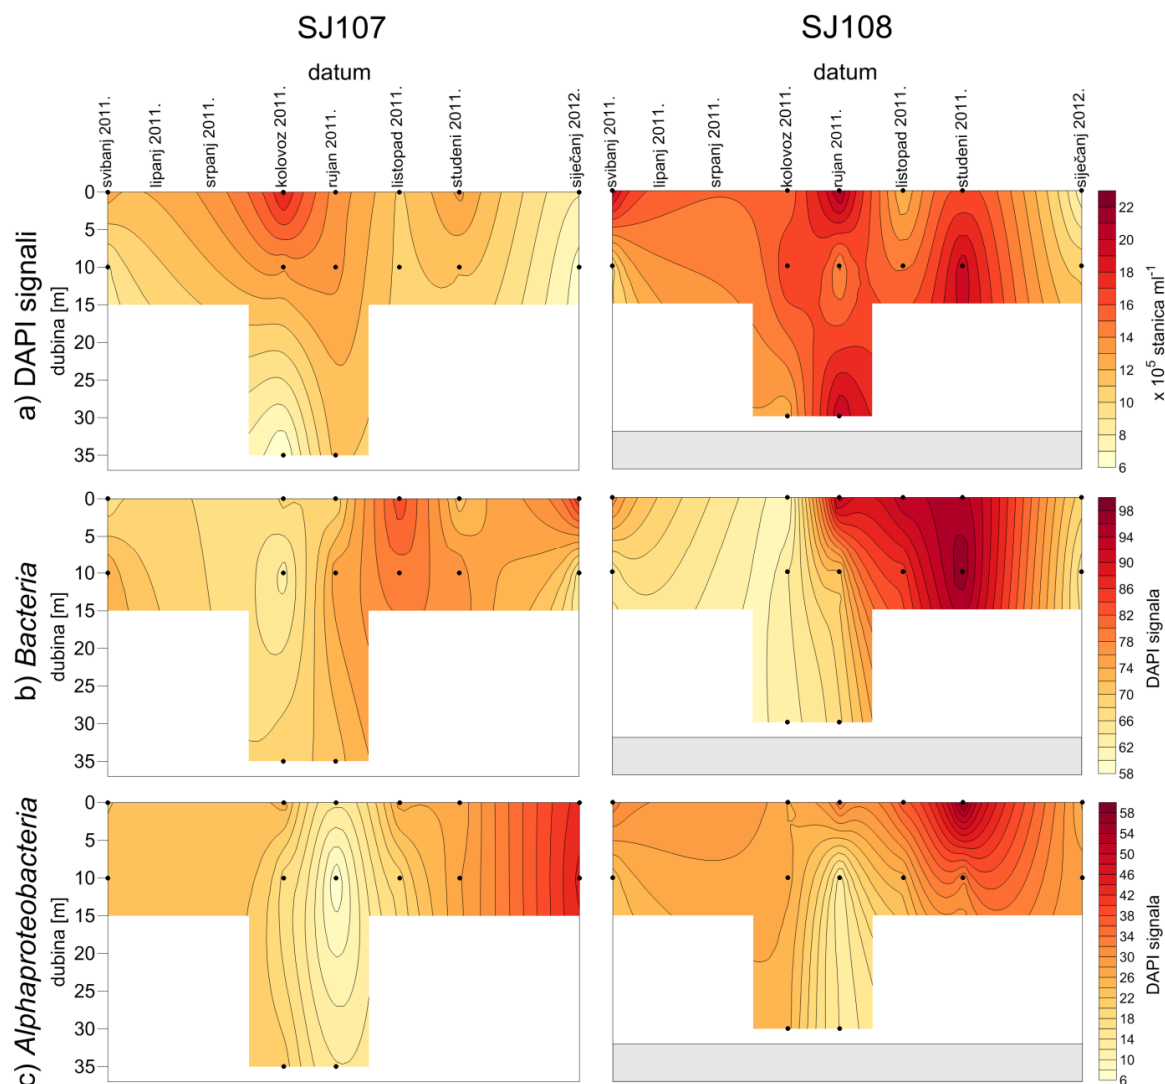 SJ107
SJ108
datum
datum
svibanj 2011.
lipanj 2011.
srpanj 2011.
kolovoz 2011.
rujan 2011.
listopad 2011.
studeni 2011.
siječanj 2012.
svibanj 2011.
lipanj 2011.
srpanj 2011.
kolovoz 2011.
rujan 2011.
listopad 2011.
studeni 2011.
siječanj 2012.
a) DAPI signali
dubina [m]
0
5
10
15
20
25
30
35
22
20
18
16
14
12
10
8
6
x 10⁵ stanica ml⁻¹
b) Bacteria
dubina [m]
0
5
10
15
20
25
30
35
98
94
90
86
82
78
74
70
66
62
58
DAPI signala
c) Alphaproteobacteria
dubina [m]
0
5
10
15
20
25
30
35
58
54
50
46
42
38
34
30
26
22
18
14
10
6
DAPI signala